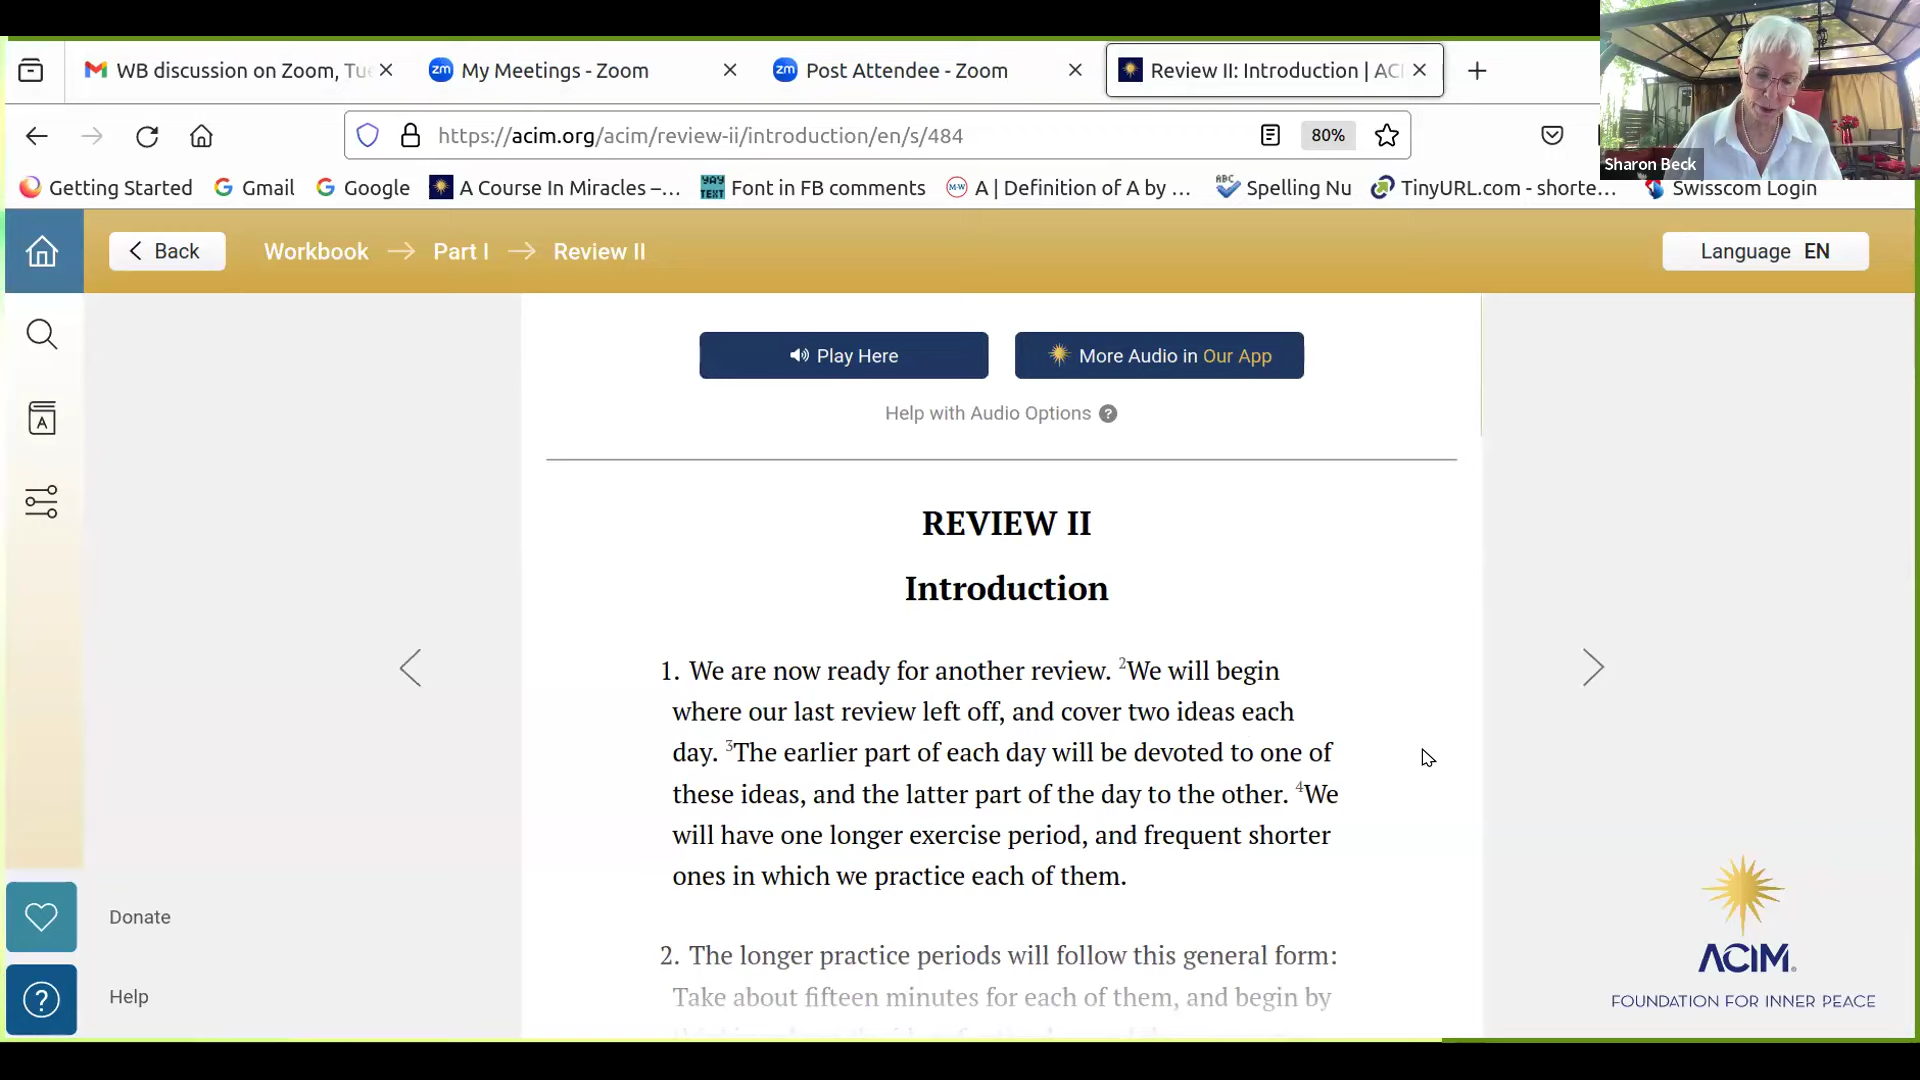 WB discussion on Zoom, Tue
My Meetings - Zoom
Post Attendee - Zoom
Review II: Introduction | ACI
https://acim.org/acim/review-ii/introduction/en/s/484
80%
Sharon Beck
Getting Started
Gmail
Google
A Course In Miracles –...
Font in FB comments
A | Definition of A by ...
Spelling Nu
TinyURL.com - shorte...
Swisscom Login
Back
Workbook → Part I → Review II
Language EN
Play Here
More Audio in Our App
Help with Audio Options ?
REVIEW II
Introduction
1. We are now ready for another review. ²We will begin
where our last review left off, and cover two ideas each
day. ³The earlier part of each day will be devoted to one of
these ideas, and the latter part of the day to the other. ⁴We
will have one longer exercise period, and frequent shorter
ones in which we practice each of them.
2. The longer practice periods will follow this general form:
Take about fifteen minutes for each of them, and begin by
Donate
Help
ACIM.
FOUNDATION FOR INNER PEACE